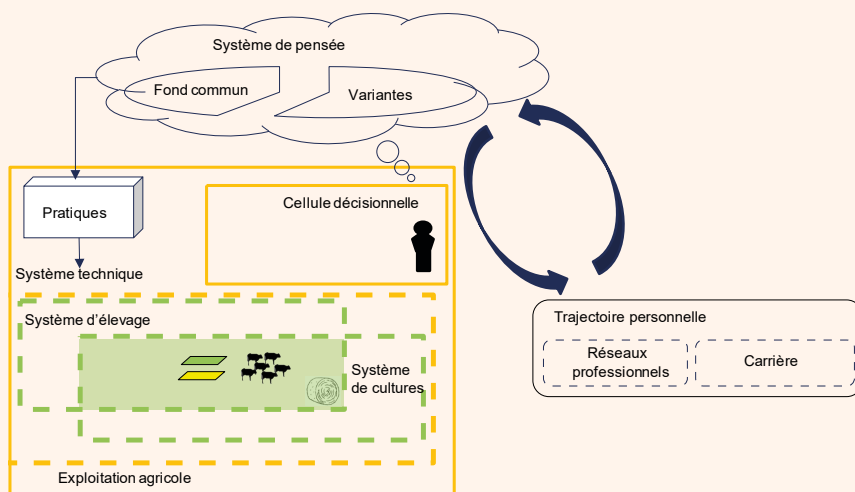 Système de pensée
Fond commun
Variantes
Cellule décisionnelle
Pratiques
Système technique
Système d'élevage
Système
de cultures
Exploitation agricole
Trajectoire personnelle
Réseaux
professionnels
Carrière